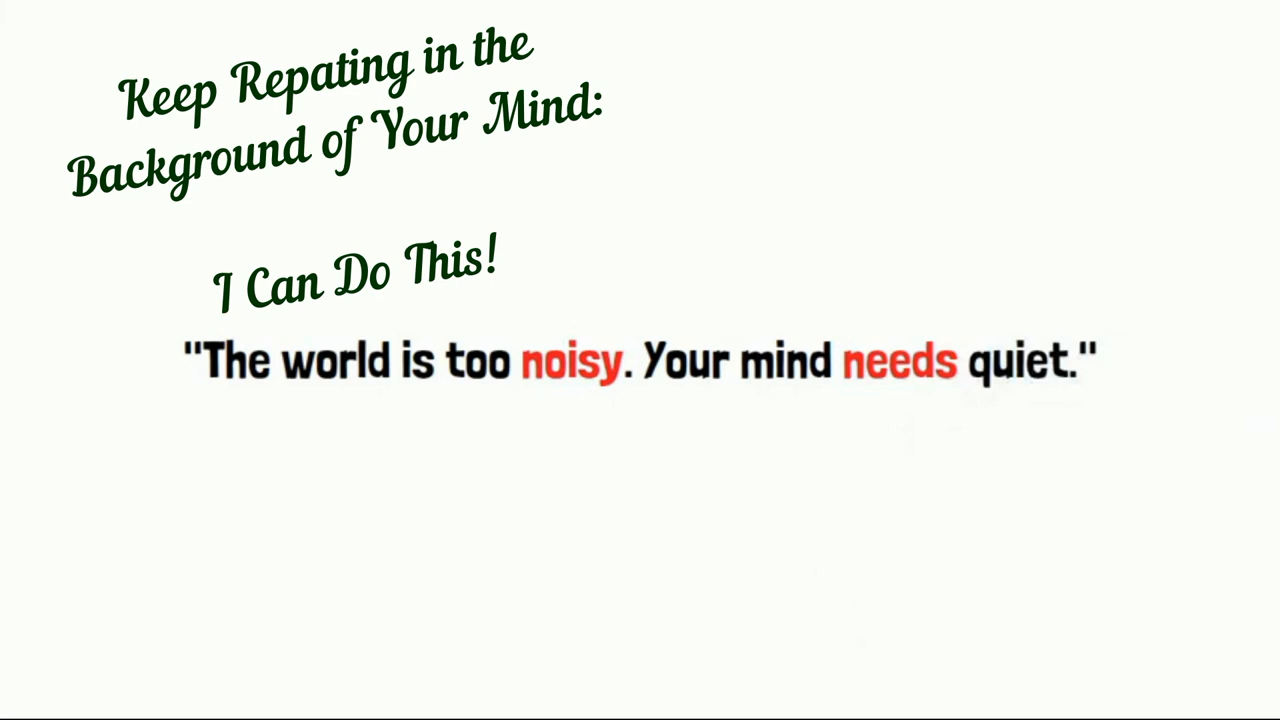 Keep Repating in the
Background of Your Mind:
I Can Do This!
"The world is too noisy. Your mind needs quiet."